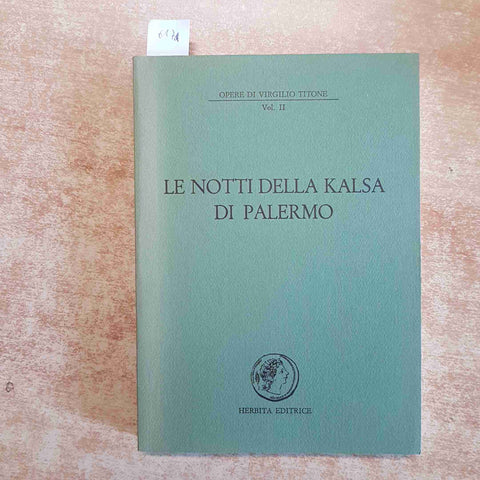 OPERE DI VIRGILIO TITONE
Vol. II
LE NOTTI DELLA KALSA
DI PALERMO
HERBITA EDITRICE